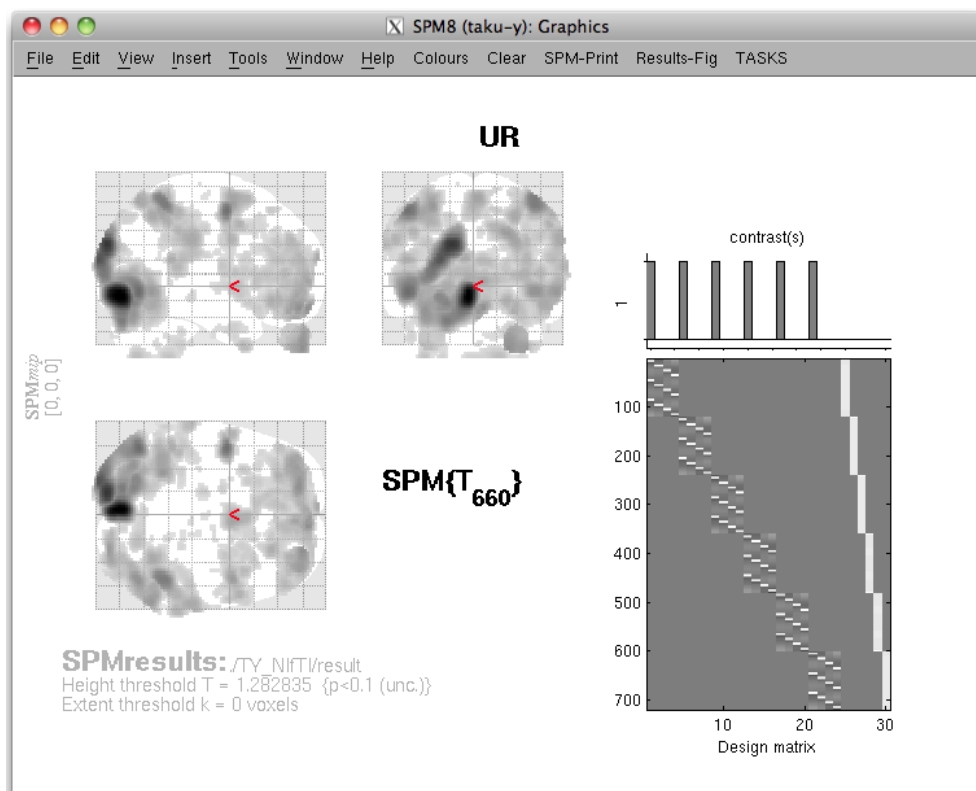 X SPM8 (taku-y): Graphics
File Edit View Insert Tools Window Help Colours Clear SPM-Print Results-Fig TASKS
UR
<
<
SPMmip
[0, 0, 0]
<
SPM{T660}
contrast(s)
1
100
200
300
400
500
600
700
10 20 30
Design matrix
SPMresults: ./TY_NIfTI/result
Height threshold T = 1.282835 {p<0.1 (unc.)}
Extent threshold k = 0 voxels